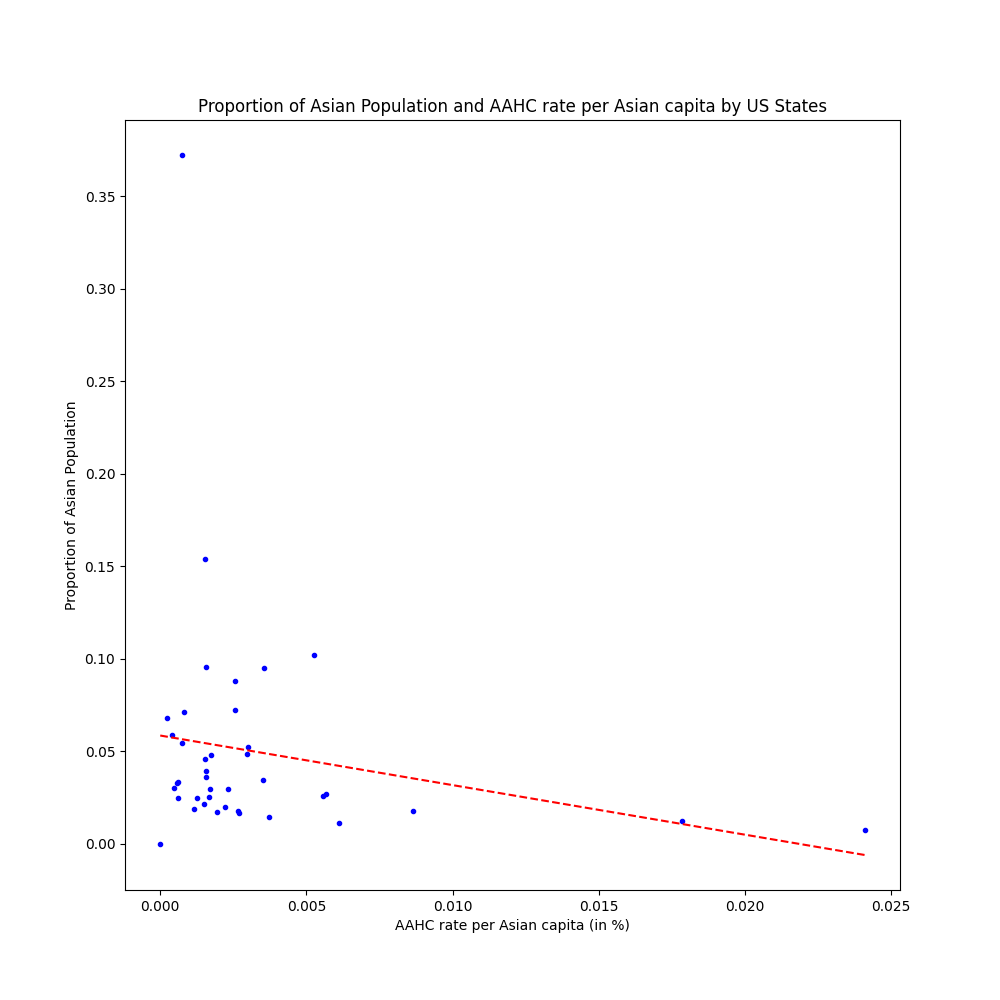 Proportion of Asian Population and AAHC rate per Asian capita by US States
Proportion of Asian Population
0.35
0.30
0.25
0.20
0.15
0.10
0.05
0.00
0.000 0.005 0.010 0.015 0.020 0.025
AAHC rate per Asian capita (in %)